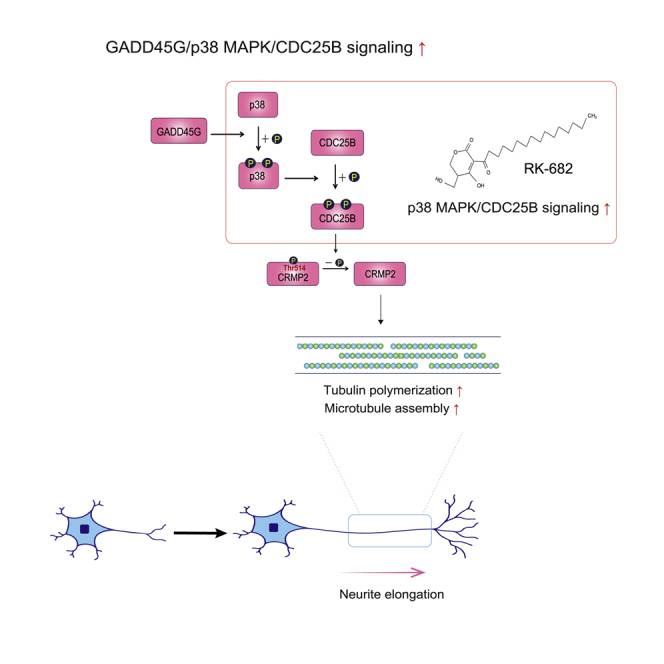 GADD45G/p38 MAPK/CDC25B signaling ↑
p38
GADD45G
+ P
CDC25B
P P
p38
+ P
P P
CDC25B
O
O
O
HO
OH
CH₃
RK-682
p38 MAPK/CDC25B signaling ↑
P
Thr514
CRMP2
− P
CRMP2
Tubulin polymerization ↑
Microtubule assembly ↑
Neurite elongation